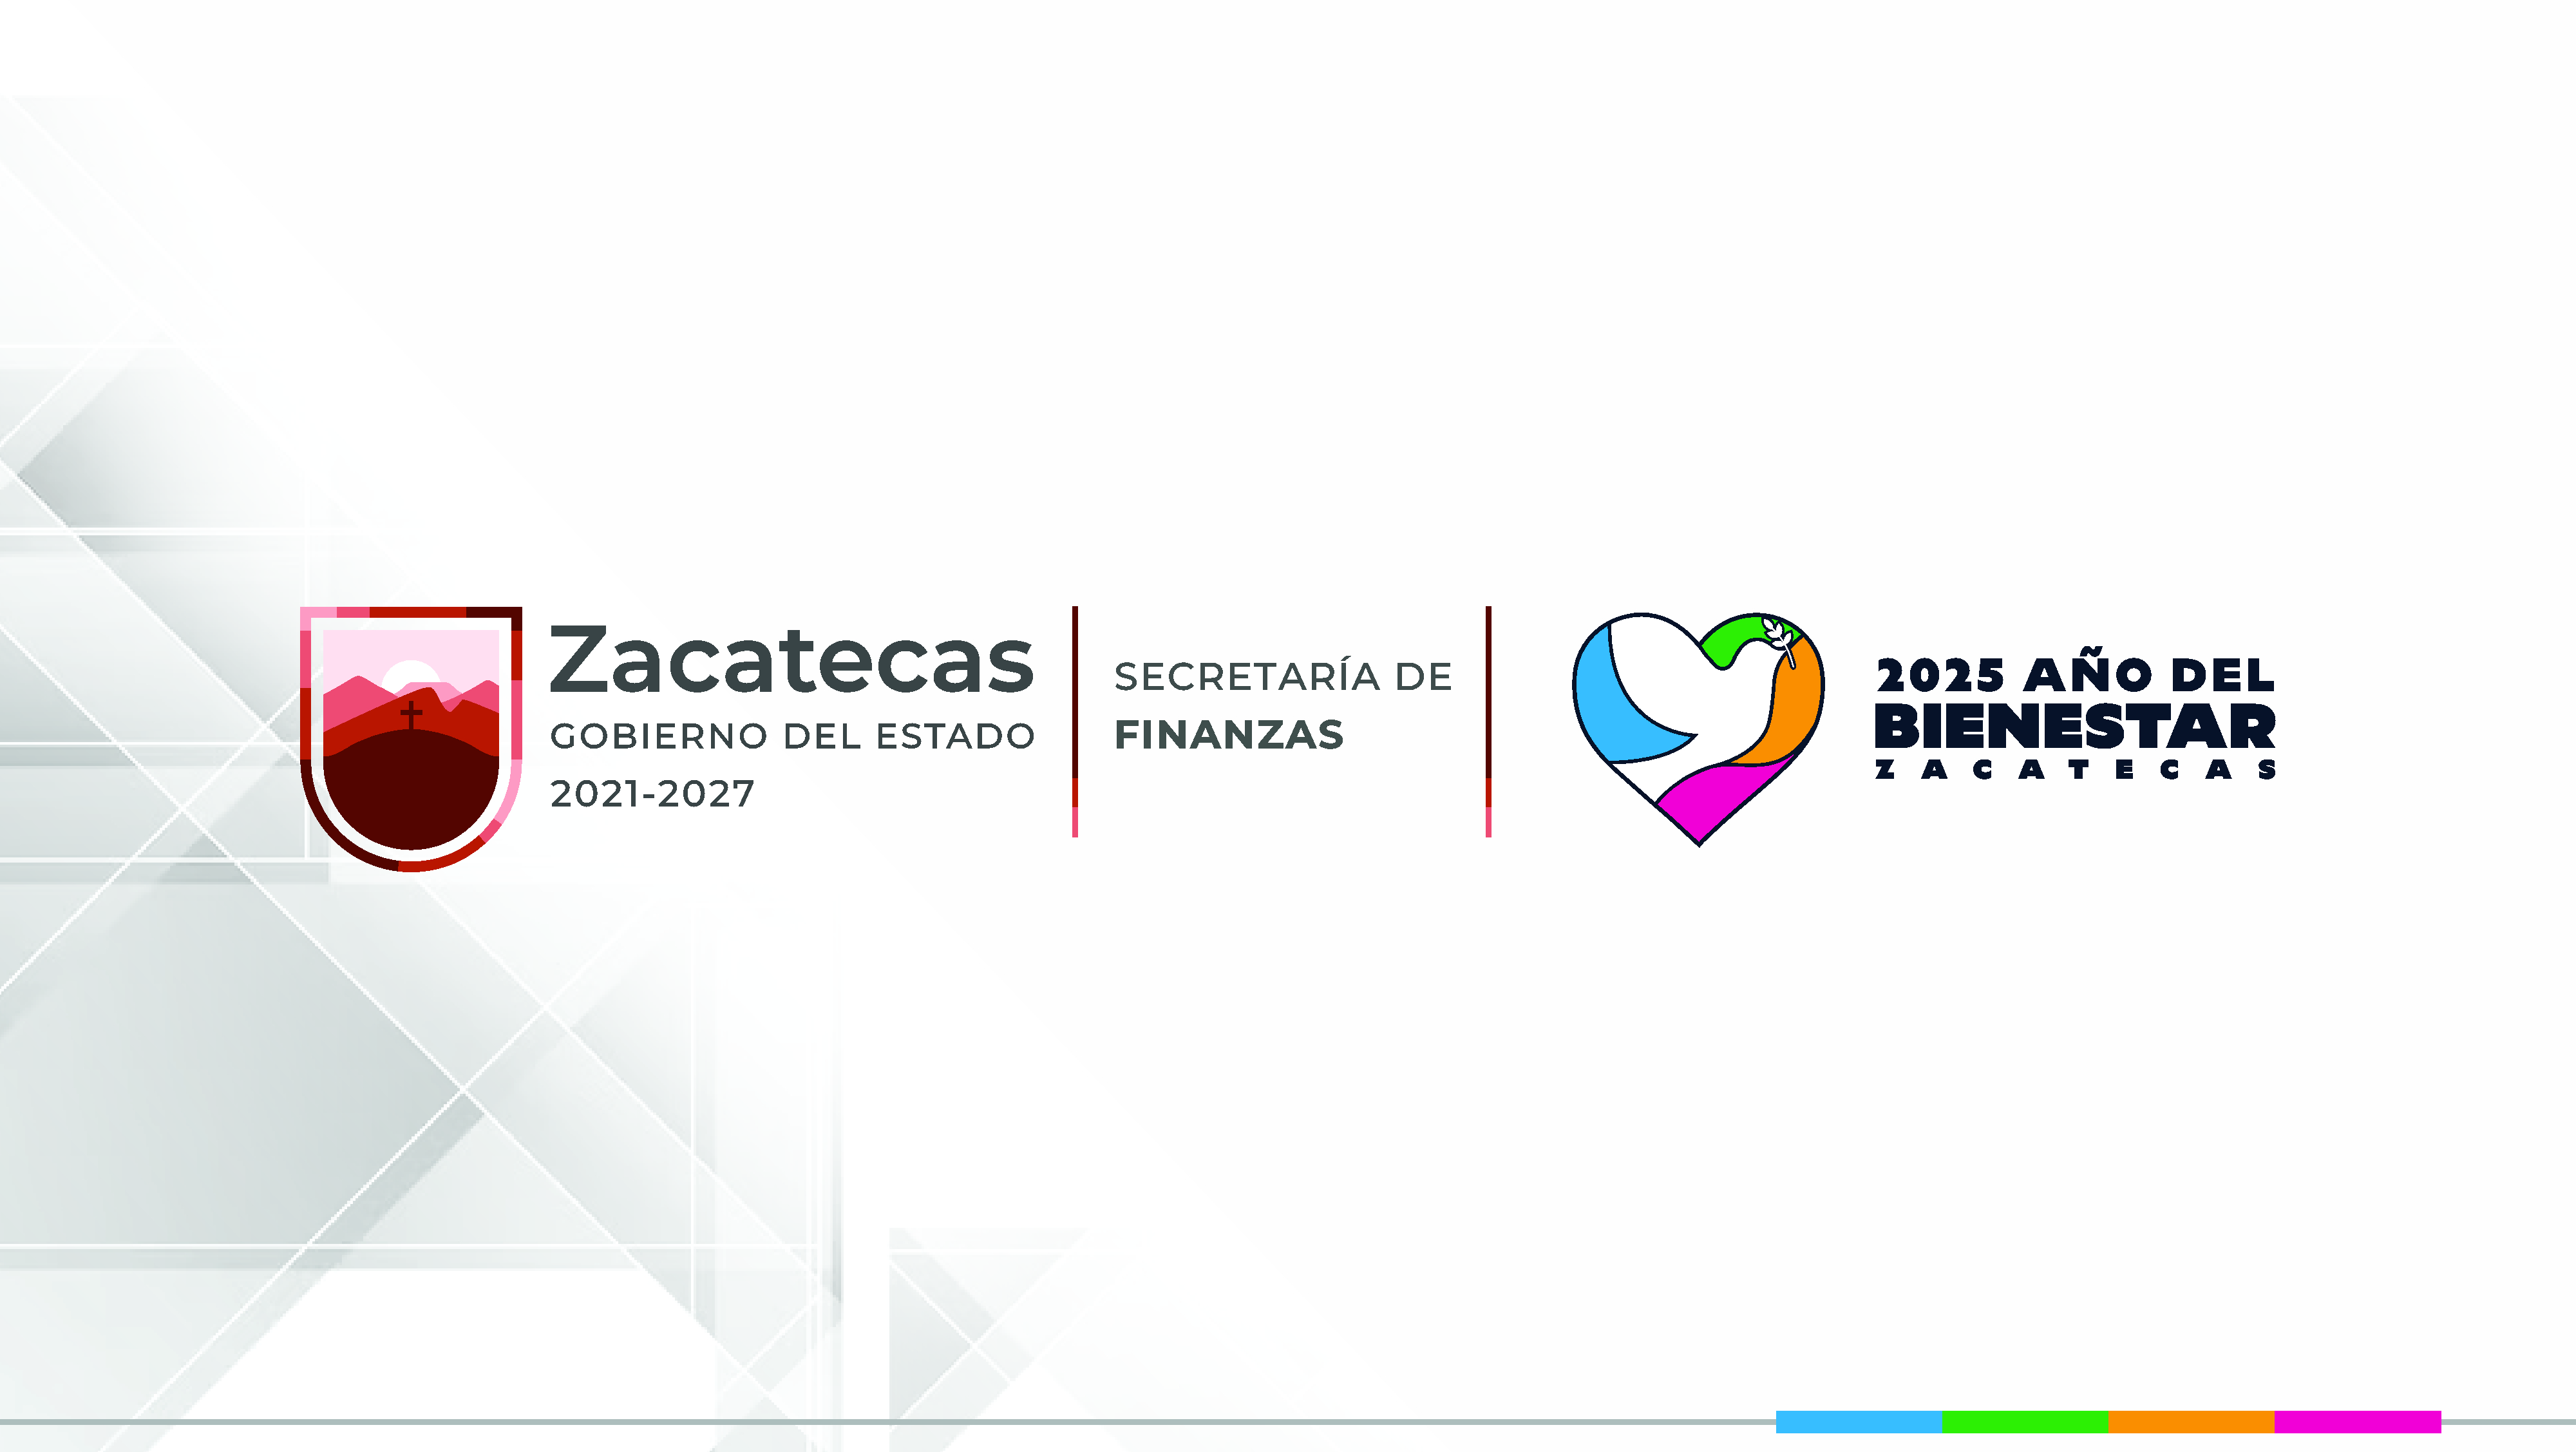 Zacatecas
GOBIERNO DEL ESTADO
2021-2027
SECRETARÍA DE
FINANZAS
2025 AÑO DEL
BIENESTAR
ZACATECAS